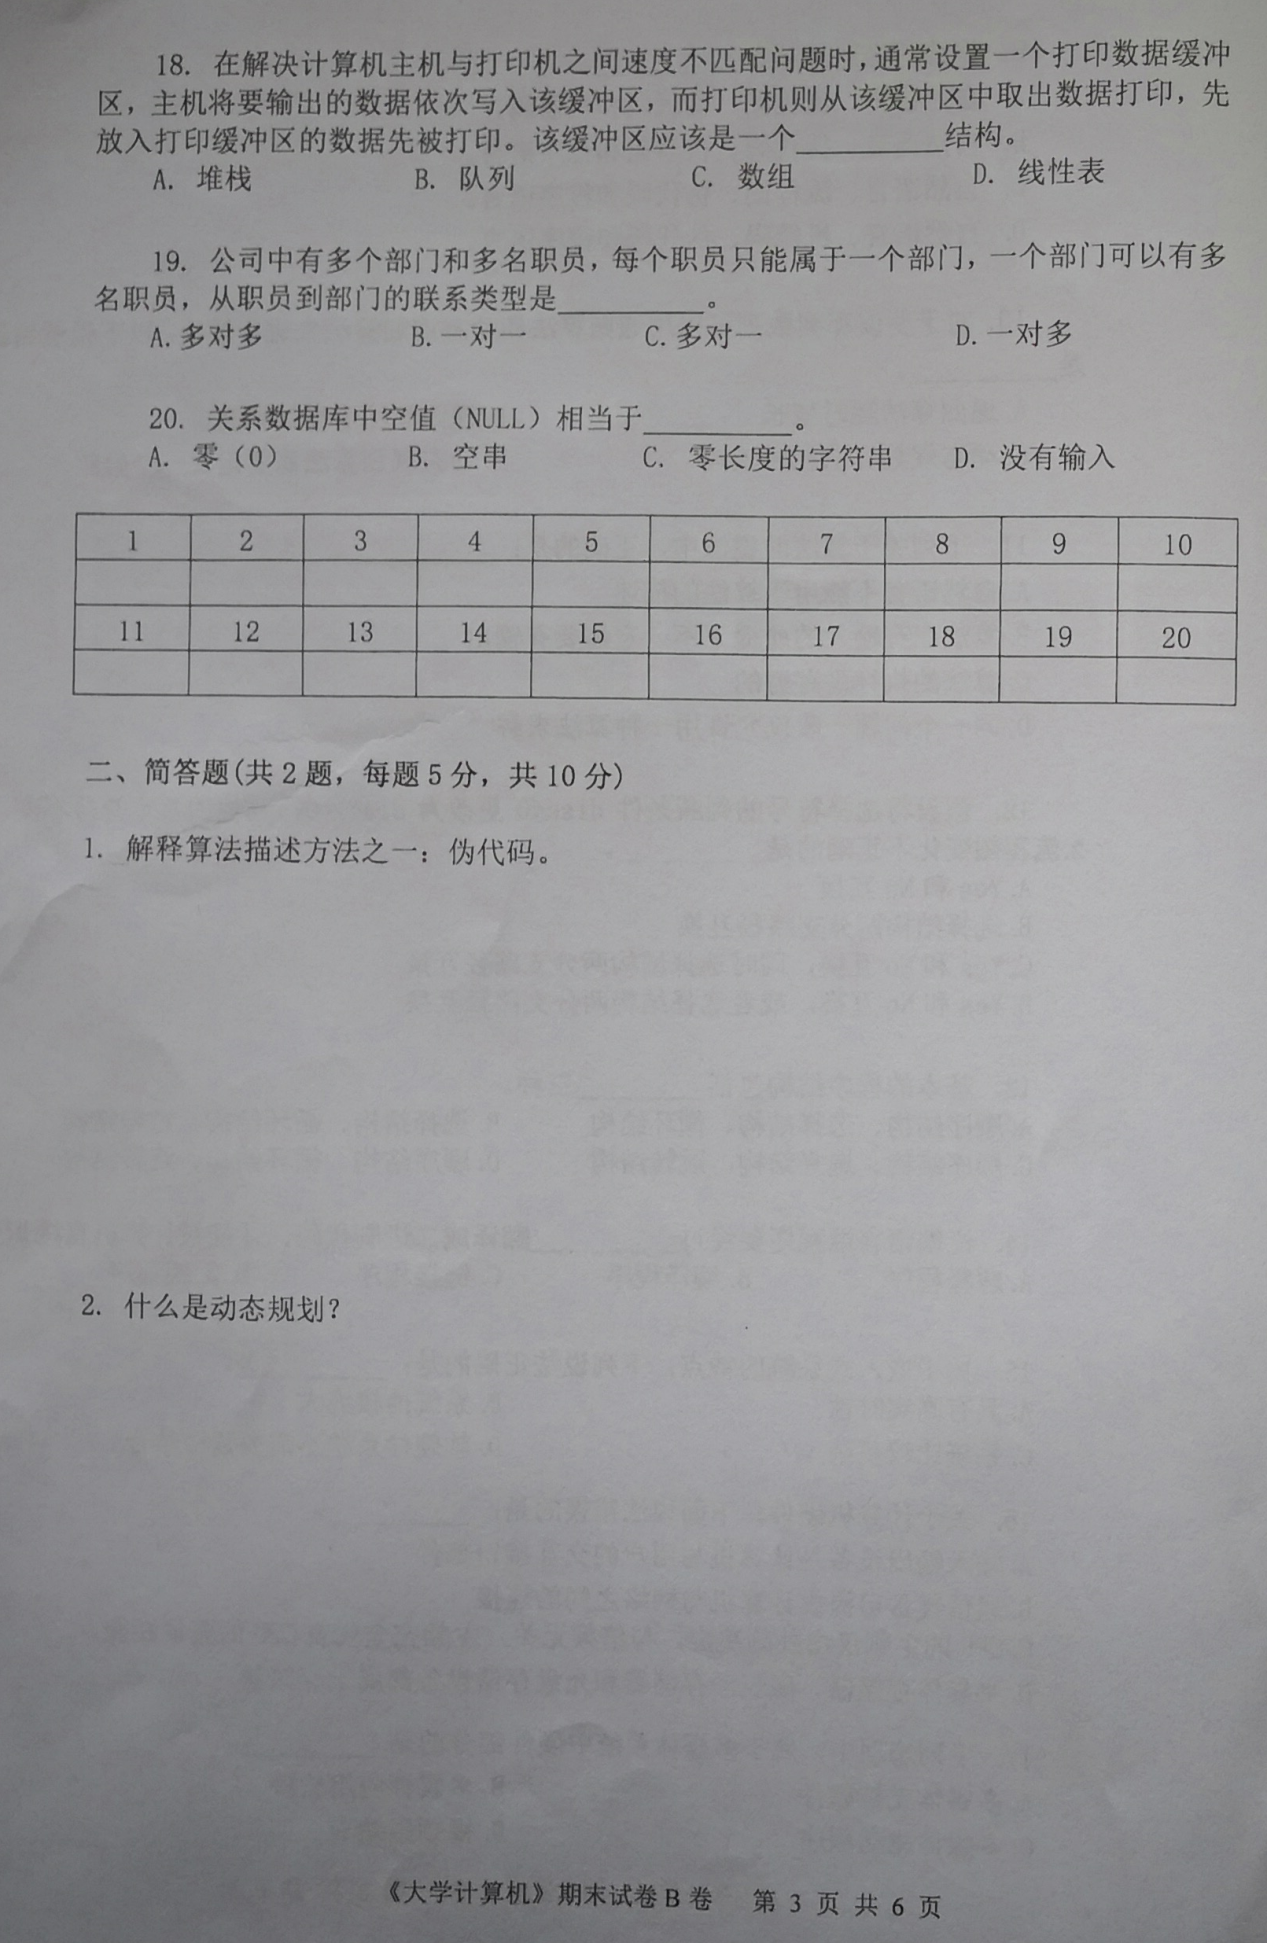 18. 在解决计算机主机与打印机之间速度不匹配问题时,通常设置一个打印数据缓冲
区，主机将要输出的数据依次写入该缓冲区，而打印机则从该缓冲区中取出数据打印，先
放入打印缓冲区的数据先被打印。该缓冲区应该是一个__________结构。
A. 堆栈 B. 队列 C. 数组 D. 线性表
19. 公司中有多个部门和多名职员，每个职员只能属于一个部门，一个部门可以有多
名职员，从职员到部门的联系类型是__________。
A.多对多 B.一对一 C.多对一 D.一对多
20. 关系数据库中空值（NULL）相当于__________。
A. 零（0） B. 空串 C. 零长度的字符串 D. 没有输入
1 2 3 4 5 6 7 8 9 10
11 12 13 14 15 16 17 18 19 20
二、简答题(共 2 题，每题 5 分，共 10 分)
1. 解释算法描述方法之一：伪代码。
2. 什么是动态规划？
《大学计算机》期末试卷 B 卷 第 3 页 共 6 页